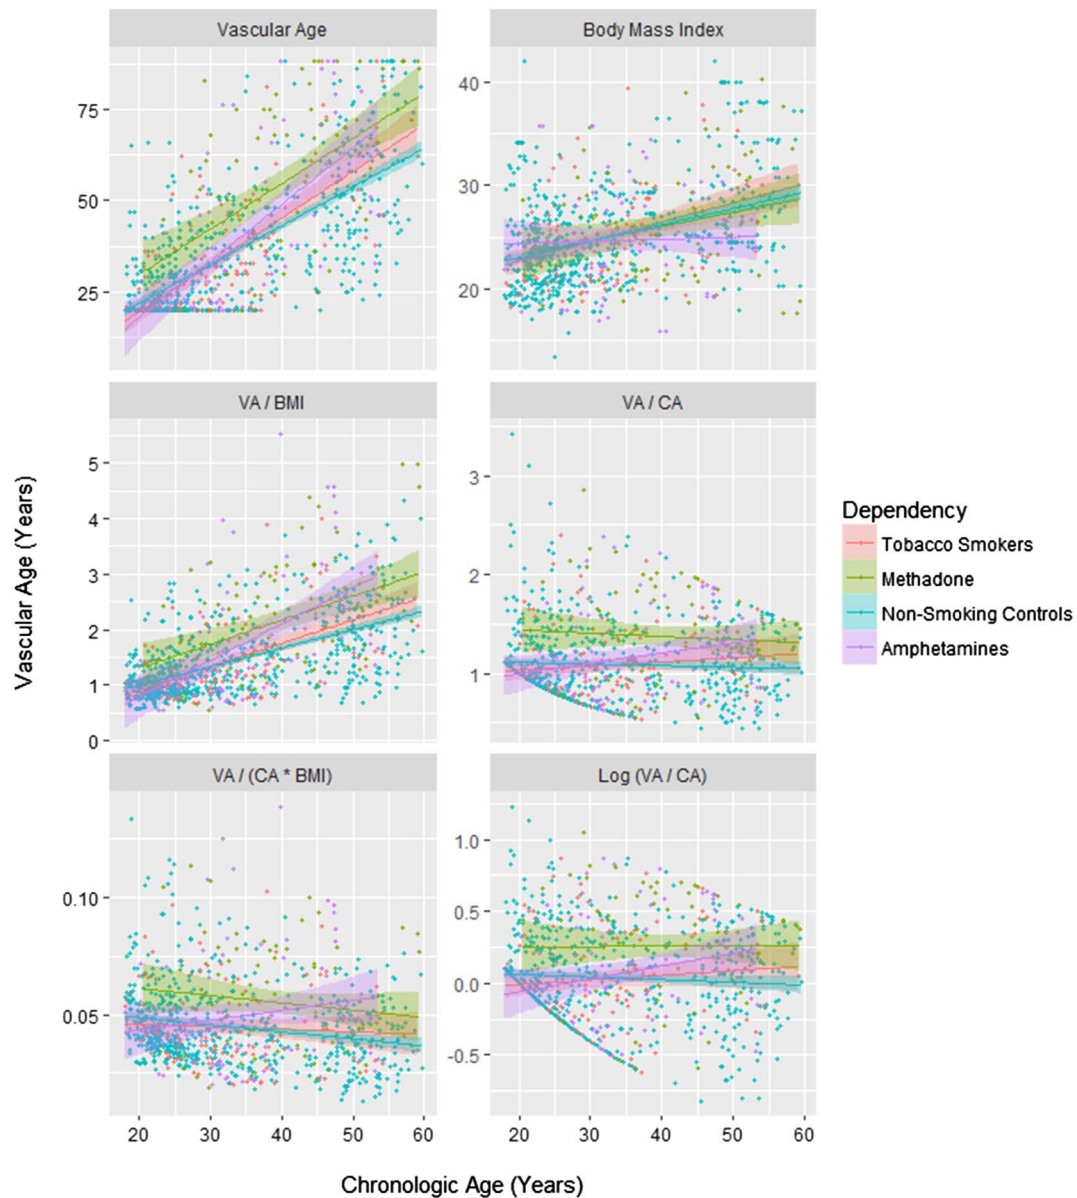 Vascular Age
Body Mass Index
75
50
25
40
30
20
VA / BMI
VA / CA
5
4
3
2
1
0
3
2
1
Vascular Age (Years)
Dependency
Tobacco Smokers
Methadone
Non-Smoking Controls
Amphetamines
VA / (CA * BMI)
Log (VA / CA)
0.10
0.05
1.0
0.5
0.0
-0.5
20 30 40 50 60
20 30 40 50 60
Chronologic Age (Years)